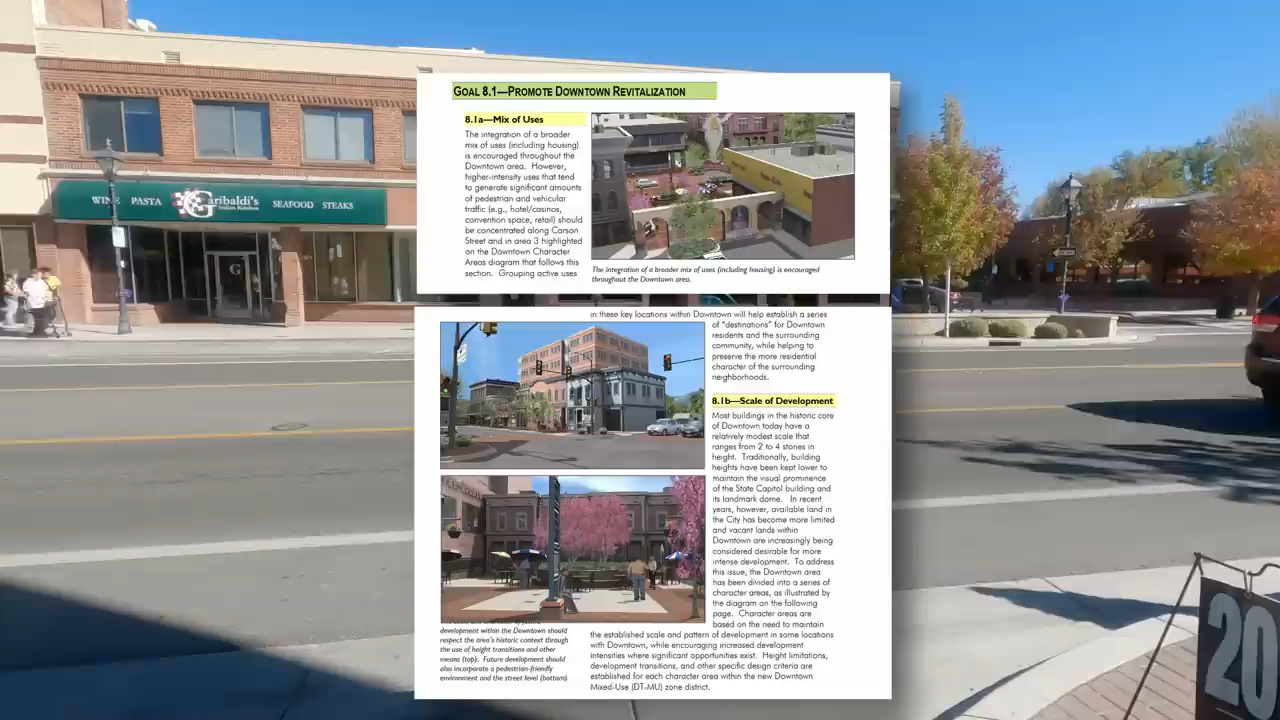 GOAL 8.1—PROMOTE DOWNTOWN REVITALIZATION
8.1a—Mix of Uses
The integration of a broader
mix of uses (including housing)
is encouraged throughout the
Downtown area. However,
higher-intensity uses that tend
to generate significant amounts
of pedestrian and vehicular
traffic (e.g., hotel/casinos,
convention space, retail) should
be concentrated along Carson
Street and in area 3 highlighted
on the Downtown Character
Areas diagram that follows this
section. Grouping active uses
The integration of a broader mix of uses (including housing) is encouraged
throughout the Downtown area.
in these key locations within Downtown will help establish a series
of "destinations" for Downtown
residents and the surrounding
community, while helping to
preserve the more residential
character of the surrounding
neighborhoods.
8.1b—Scale of Development
Most buildings in the historic core
of Downtown today have a
relatively modest scale that
ranges from 2 to 4 stories in
height. Traditionally, building
heights have been kept lower to
maintain the visual prominence
of the State Capitol building and
its landmark dome. In recent
years, however, available land in
the City has become more limited
and vacant lands within
Downtown are increasingly being
considered desirable for more
intense development. To address
this issue, the Downtown area
has been divided into a series of
character areas, as illustrated by
the diagram on the following
page. Character areas are
based on the need to maintain
the established scale and pattern of development in some locations
with Downtown, while encouraging increased development
intensities where significant opportunities exist. Height limitations,
development transitions, and other specific design criteria are
established for each character area within the new Downtown
Mixed-Use (DT-MU) zone district.
development within the Downtown should
respect the area's historic context through
the use of height transitions and other
means (top). Future development should
also incorporate a pedestrian-friendly
environment and the street level (bottom).
WINE PASTA Garibaldi's SEAFOOD STEAKS
Italian Kitchen
G
20